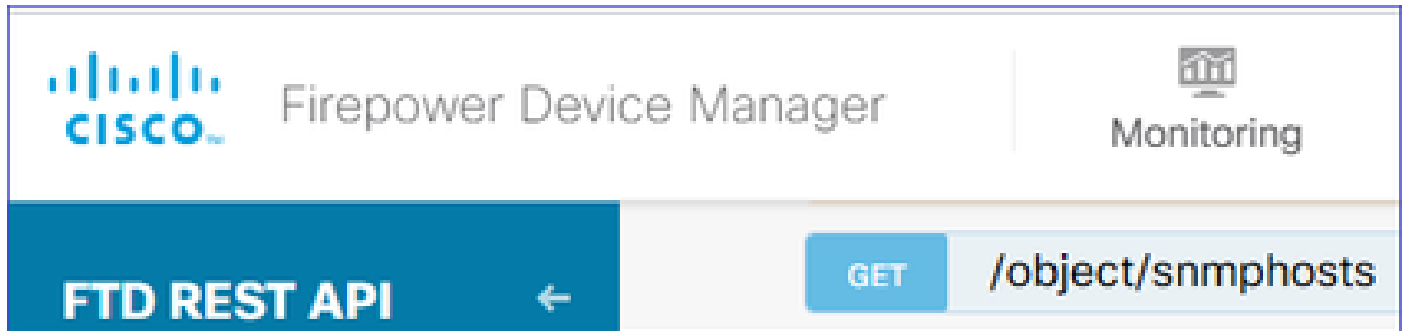 CISCO
Firepower Device Manager
Monitoring
FTD REST API
GET /object/snmphosts